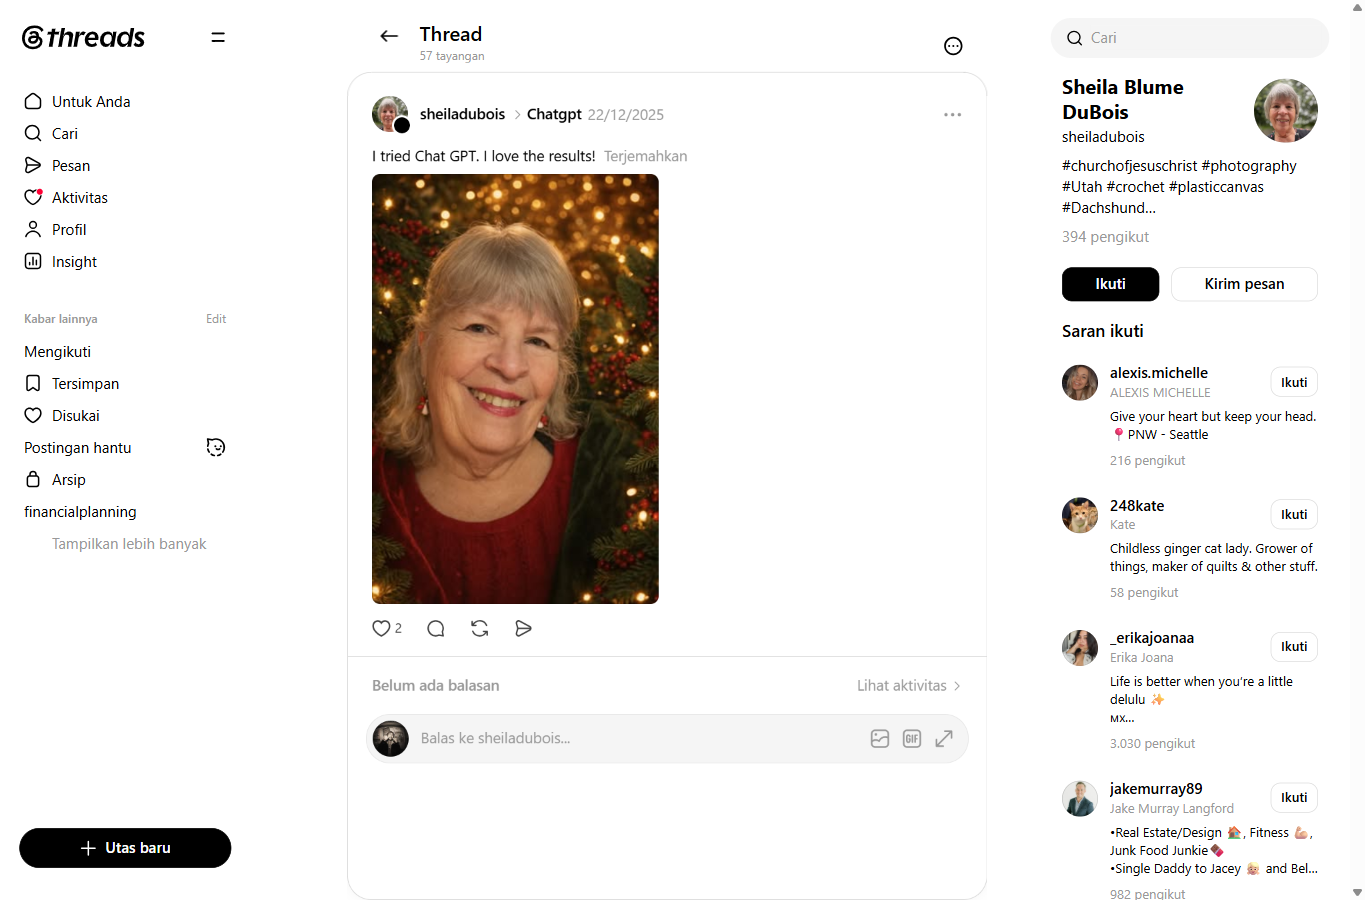 threads
Untuk Anda
Cari
Pesan
Aktivitas
Profil
Insight
Kabar lainnya
Edit
Mengikuti
Tersimpan
Disukai
Postingan hantu
Arsip
financialplanning
Tampilkan lebih banyak
Utas baru
Thread
57 tayangan
sheiladubois > Chatgpt 22/12/2025
I tried Chat GPT. I love the results! Terjemahkan
2
Belum ada balasan
Lihat aktivitas
Balas ke sheiladubois...
GIF
Cari
Sheila Blume
DuBois
sheiladubois
#churchofjesuschrist #photography
#Utah #crochet #plasticcanvas
#Dachshund...
394 pengikut
Ikuti
Kirim pesan
Saran ikuti
alexis.michelle
ALEXIS MICHELLE
Ikuti
Give your heart but keep your head.
📍PNW - Seattle
216 pengikut
248kate
Kate
Ikuti
Childless ginger cat lady. Grower of
things, maker of quilts & other stuff.
58 pengikut
_erikajoanaa
Erika Joana
Ikuti
Life is better when you're a little
delulu ✨
мx...
3.030 pengikut
jakemurray89
Jake Murray Langford
Ikuti
•Real Estate/Design 🏠, Fitness 💪🏼,
Junk Food Junkie🍫
•Single Daddy to Jacey 👧🏼 and Bel...
982 pengikut